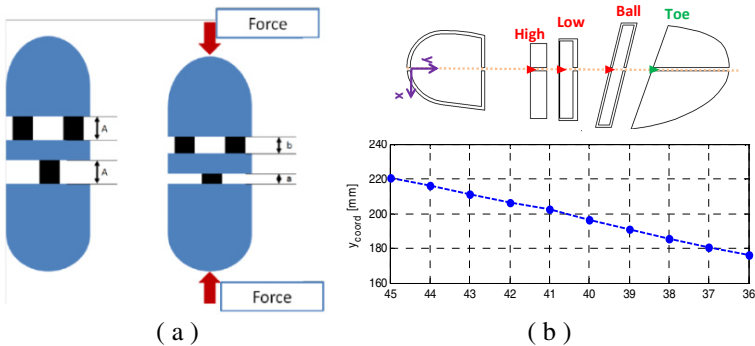 Force
A
A
b
a
Force
( a )
High
Low
Ball
Toe
y
x
y_coord [mm]
220
200
180
160
240
45 44 43 42 41 40 39 38 37 36
( b )